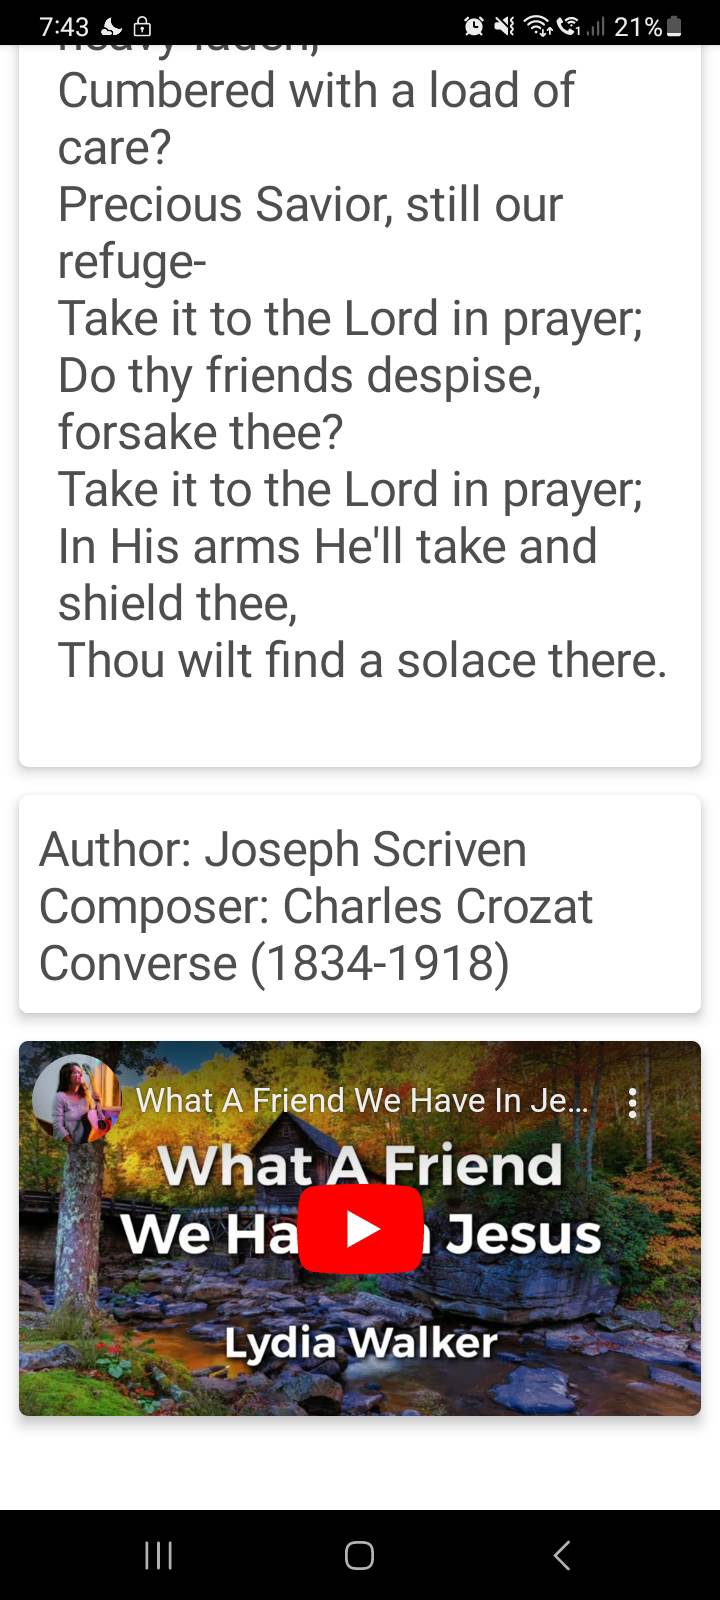 7:43
21%
heavy laden,
Cumbered with a load of
care?
Precious Savior, still our
refuge-
Take it to the Lord in prayer;
Do thy friends despise,
forsake thee?
Take it to the Lord in prayer;
In His arms He'll take and
shield thee,
Thou wilt find a solace there.
Author: Joseph Scriven
Composer: Charles Crozat
Converse (1834-1918)
What A Friend We Have In Je...
What A Friend
We Ha Jesus
Lydia Walker